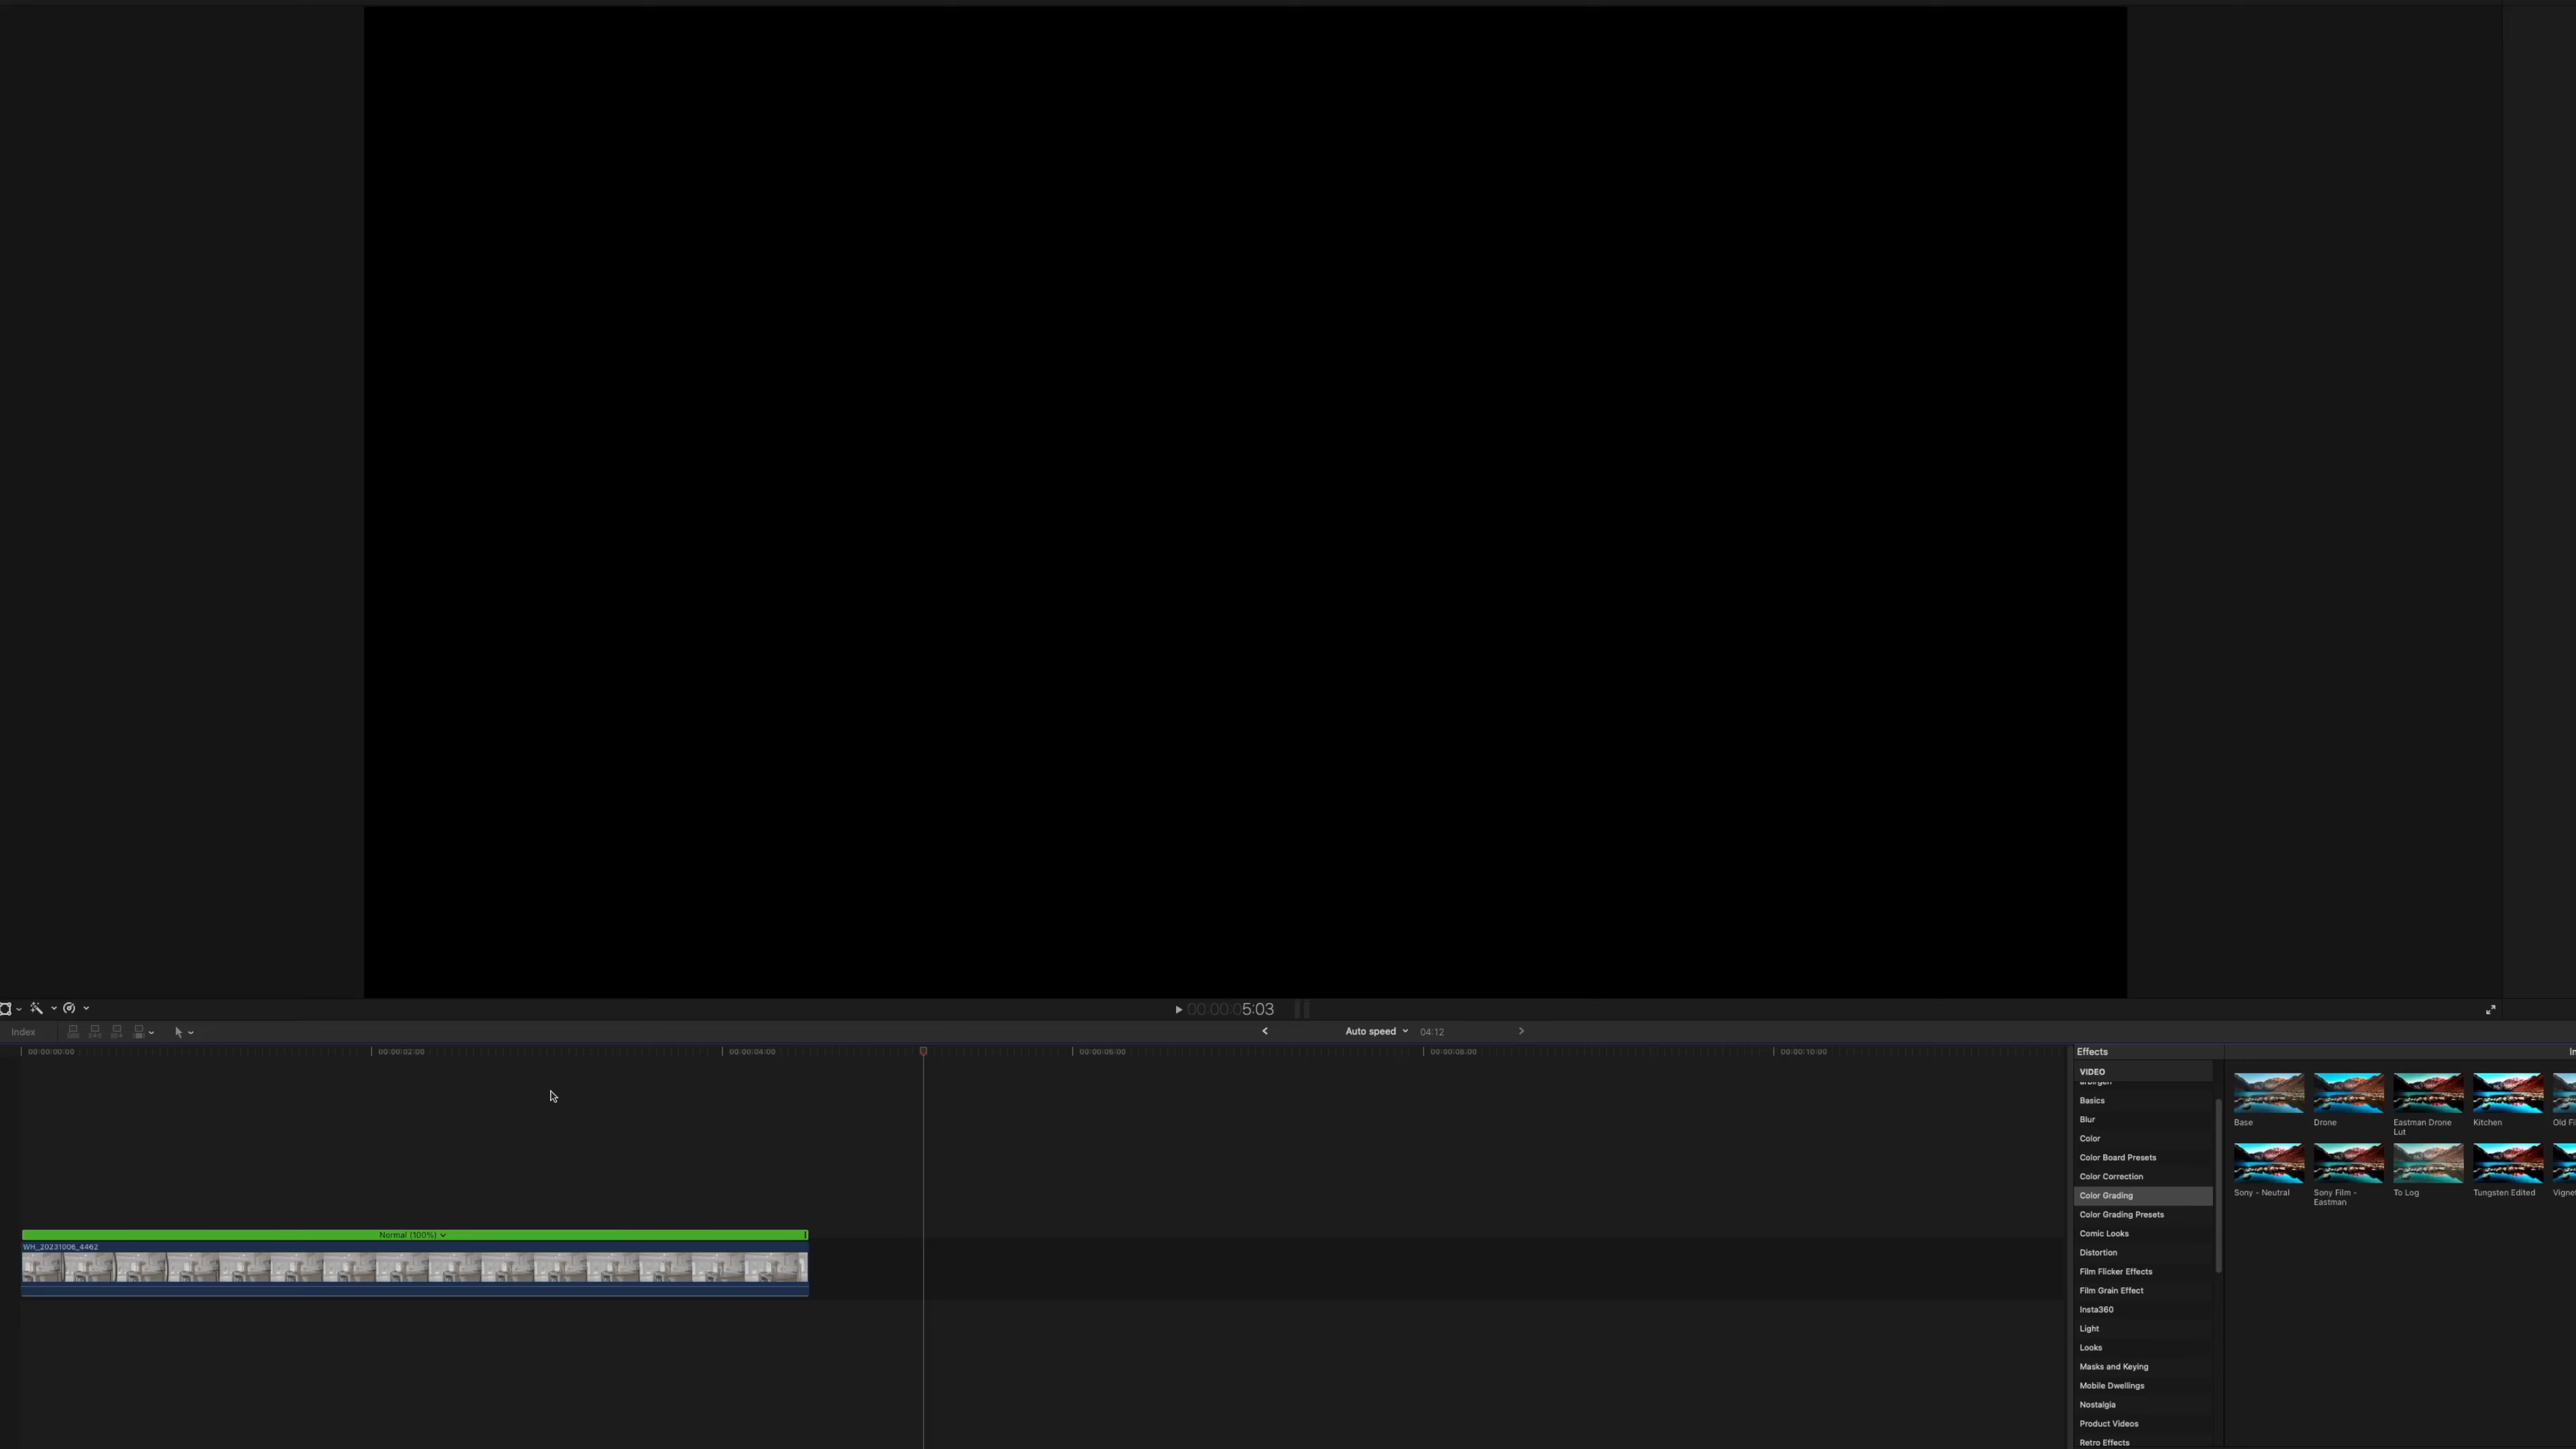 00:00:05:03
Index
Auto speed 04:12
00:00:00:00 00:00:02:00 00:00:04:00 00:00:06:00 00:00:08:00 00:00:10:00
Normal (100%)
WH_20231006_4462
Effects
VIDEO
Basics
Blur
Color
Color Board Presets
Color Correction
Color Grading
Color Grading Presets
Comic Looks
Distortion
Film Flicker Effects
Film Grain Effect
Insta360
Light
Looks
Masks and Keying
Mobile Dwellings
Nostalgia
Product Videos
Retro Effects
Base
Drone
Eastman Drone
Lut
Kitchen
Sony - Neutral
Sony Film -
Eastman
To Log
Tungsten Edited